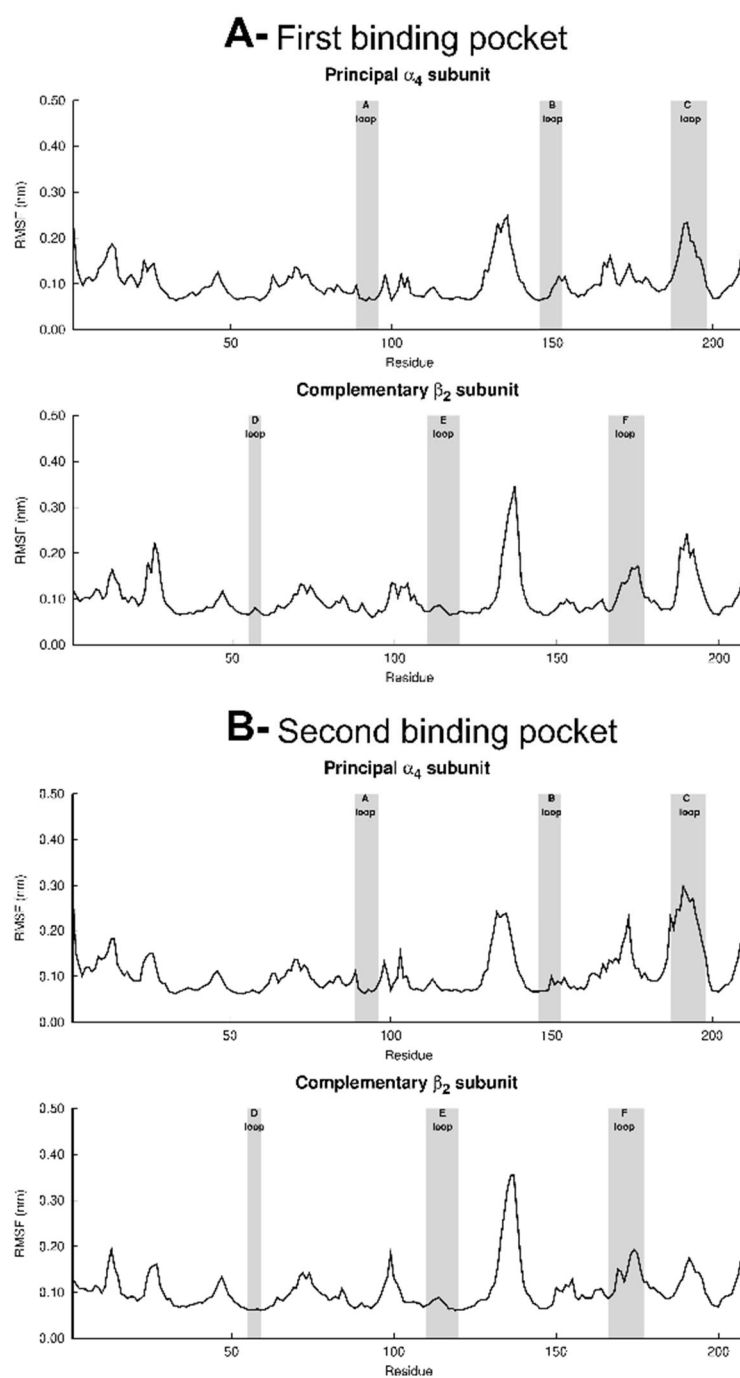 A- First binding pocket
Principal α4 subunit
A loop
B loop
C loop
0.50
0.40
0.30
0.20
0.10
0.00
RMSF (nm)
50
100
150
200
Residue
Complementary β2 subunit
D loop
E loop
F loop
0.50
0.40
0.30
0.20
0.10
0.00
RMSF (nm)
50
100
150
200
Residue
B- Second binding pocket
Principal α4 subunit
A loop
B loop
C loop
0.50
0.40
0.30
0.20
0.10
0.00
RMSF (nm)
50
100
150
200
Residue
Complementary β2 subunit
D loop
E loop
F loop
0.50
0.40
0.30
0.20
0.10
0.00
RMSF (nm)
50
100
150
200
Residue